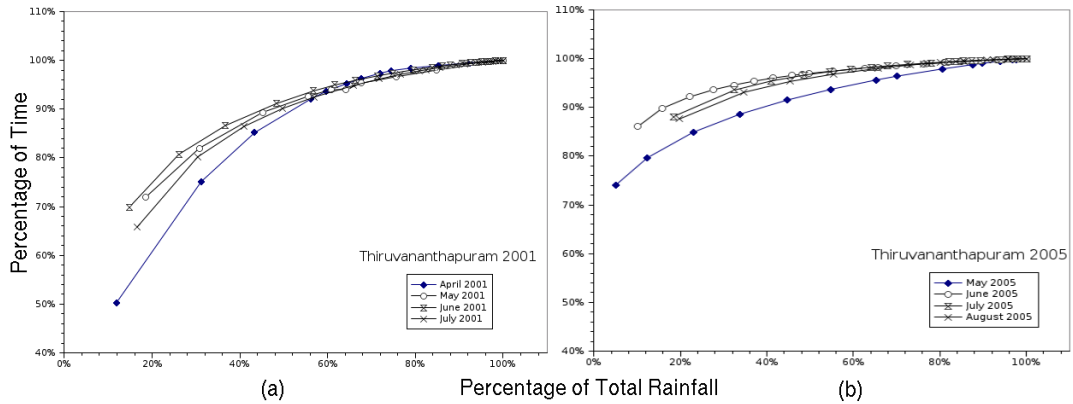 Percentage of Time
110%
100%
90%
80%
70%
60%
50%
40%
0%
20%
40%
60%
80%
100%
Thiruvananthapuram 2001
April 2001
May 2001
June 2001
July 2001
(a)
110%
100%
90%
80%
70%
60%
50%
40%
0%
20%
40%
60%
80%
100%
Thiruvananthapuram 2005
May 2005
June 2005
July 2005
August 2005
(b)
Percentage of Total Rainfall